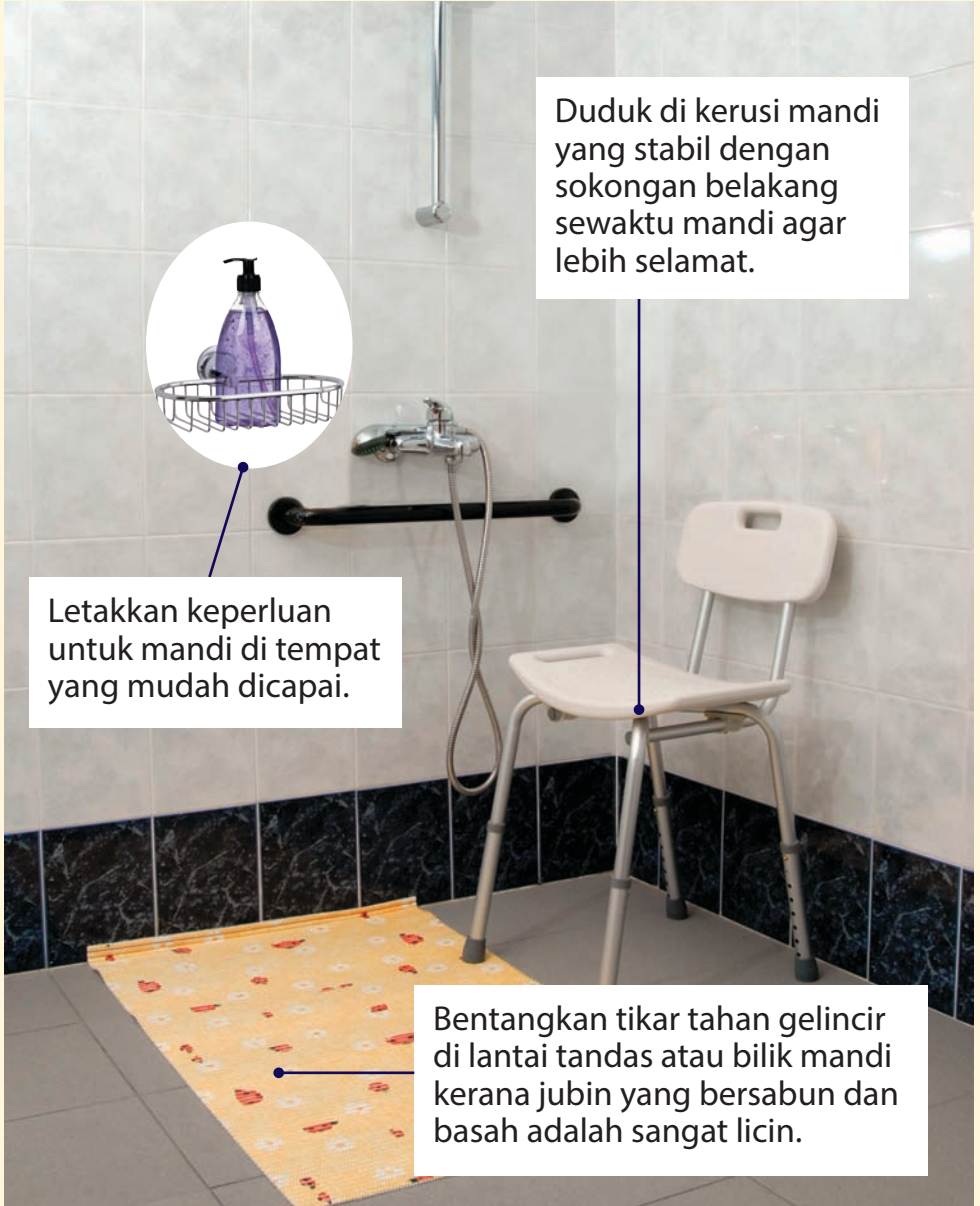 Duduk di kerusi mandi
yang stabil dengan
sokongan belakang
sewaktu mandi agar
lebih selamat.
Letakkan keperluan
untuk mandi di tempat
yang mudah dicapai.
Bentangkan tikar tahan gelincir
di lantai tandas atau bilik mandi
kerana jubin yang bersabun dan
basah adalah sangat licin.